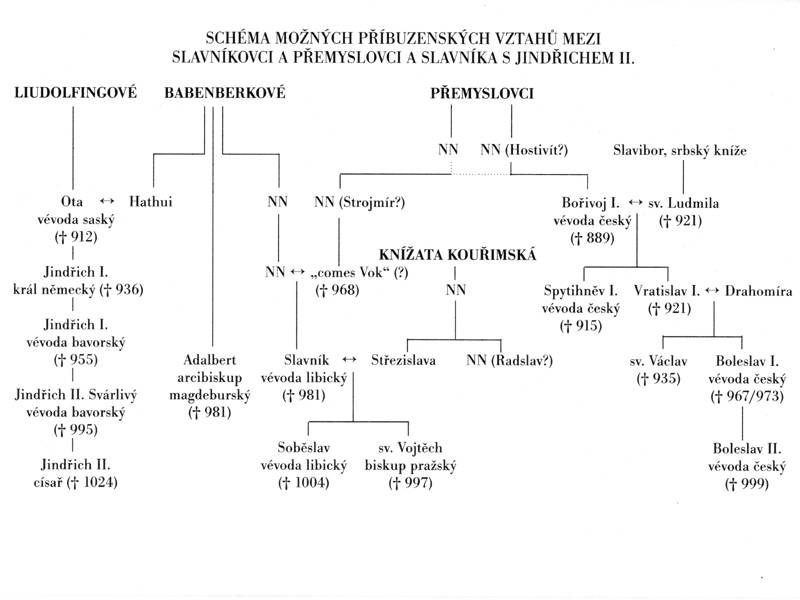 SCHÉMA MOŽNÝCH PŘÍBUZENSKÝCH VZTAHŮ MEZI
SLAVNÍKOVCI A PŘEMYSLOVCI A SLAVNÍKA S JINDŘICHEM II.
LIUDOLFINGOVÉ BABENBERKOVÉ PŘEMYSLOVCI
NN NN (Hostivít?) Slavibor, srbský kníže
Ota ↔ Hathui NN NN (Strojmír?) Bořivoj I. ↔ sv. Ludmila
vévoda saský vévoda český († 921)
(† 912) († 889)
KNÍŽATA KOUŘIMSKÁ
Jindřich I. NN ↔ „comes Vok“ (?)
král německý († 936) († 968) NN Spytihněv I. Vratislav I. ↔ Drahomíra
vévoda český († 921)
(† 915)
Jindřich I.
vévoda bavorský
(† 955) Adalbert Slavník ↔ Střezislava NN (Radslav?) sv. Václav Boleslav I.
arcibiskup vévoda libický († 935) vévoda český
Jindřich II. Svárlivý magdeburský († 981) († 967/973)
vévoda bavorský († 981)
(† 995)
Soběslav sv. Vojtěch Boleslav II.
Jindřich II. vévoda libický biskup pražský vévoda český
císař († 1024) († 1004) († 997) († 999)